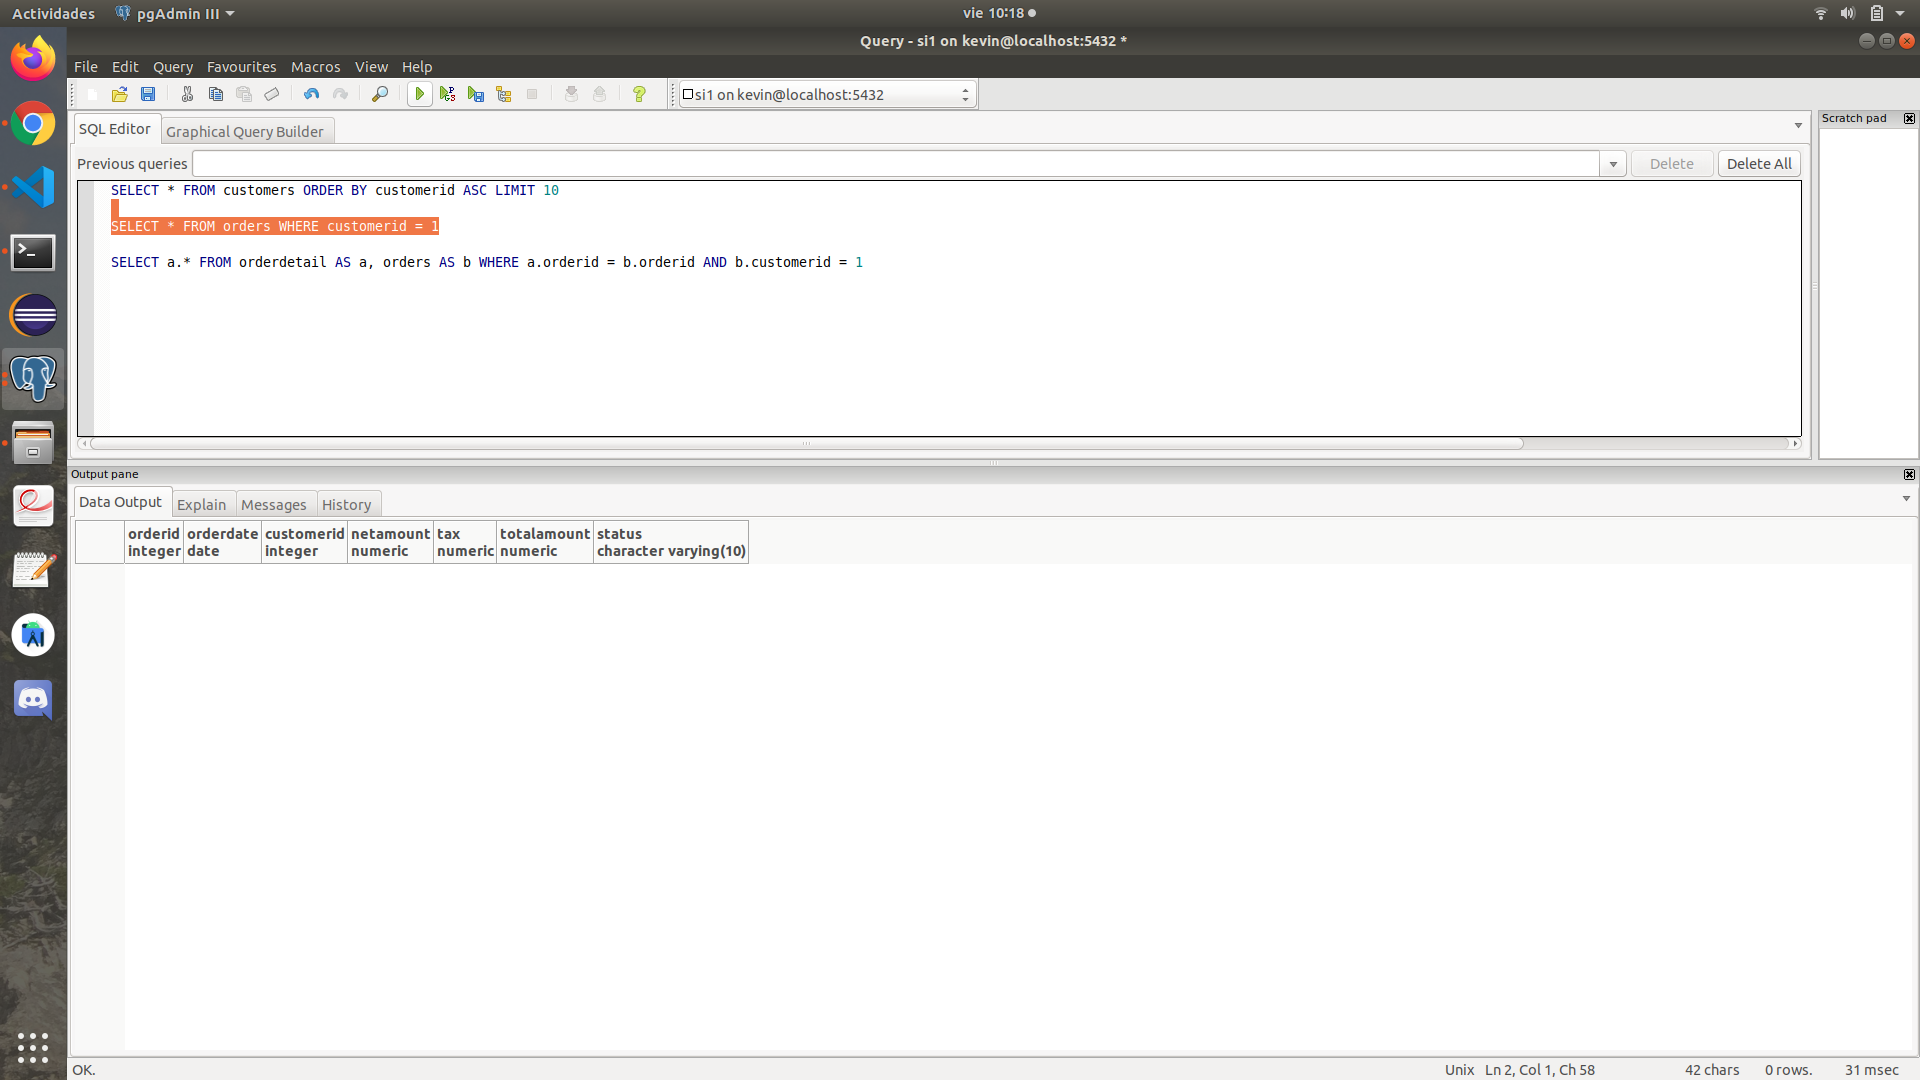 Actividades pgAdmin III vie 10:18
Query - si1 on kevin@localhost:5432 *
File Edit Query Favourites Macros View Help
si1 on kevin@localhost:5432
SQL Editor Graphical Query Builder
Scratch pad
Previous queries Delete Delete All
SELECT * FROM customers ORDER BY customerid ASC LIMIT 10
SELECT * FROM orders WHERE customerid = 1
SELECT a.* FROM orderdetail AS a, orders AS b WHERE a.orderid = b.orderid AND b.customerid = 1
Output pane
Data Output Explain Messages History
orderid orderdate customerid netamount tax totalamount status
integer date integer numeric numeric numeric character varying(10)
OK. Unix Ln 2, Col 1, Ch 58 42 chars 0 rows. 31 msec